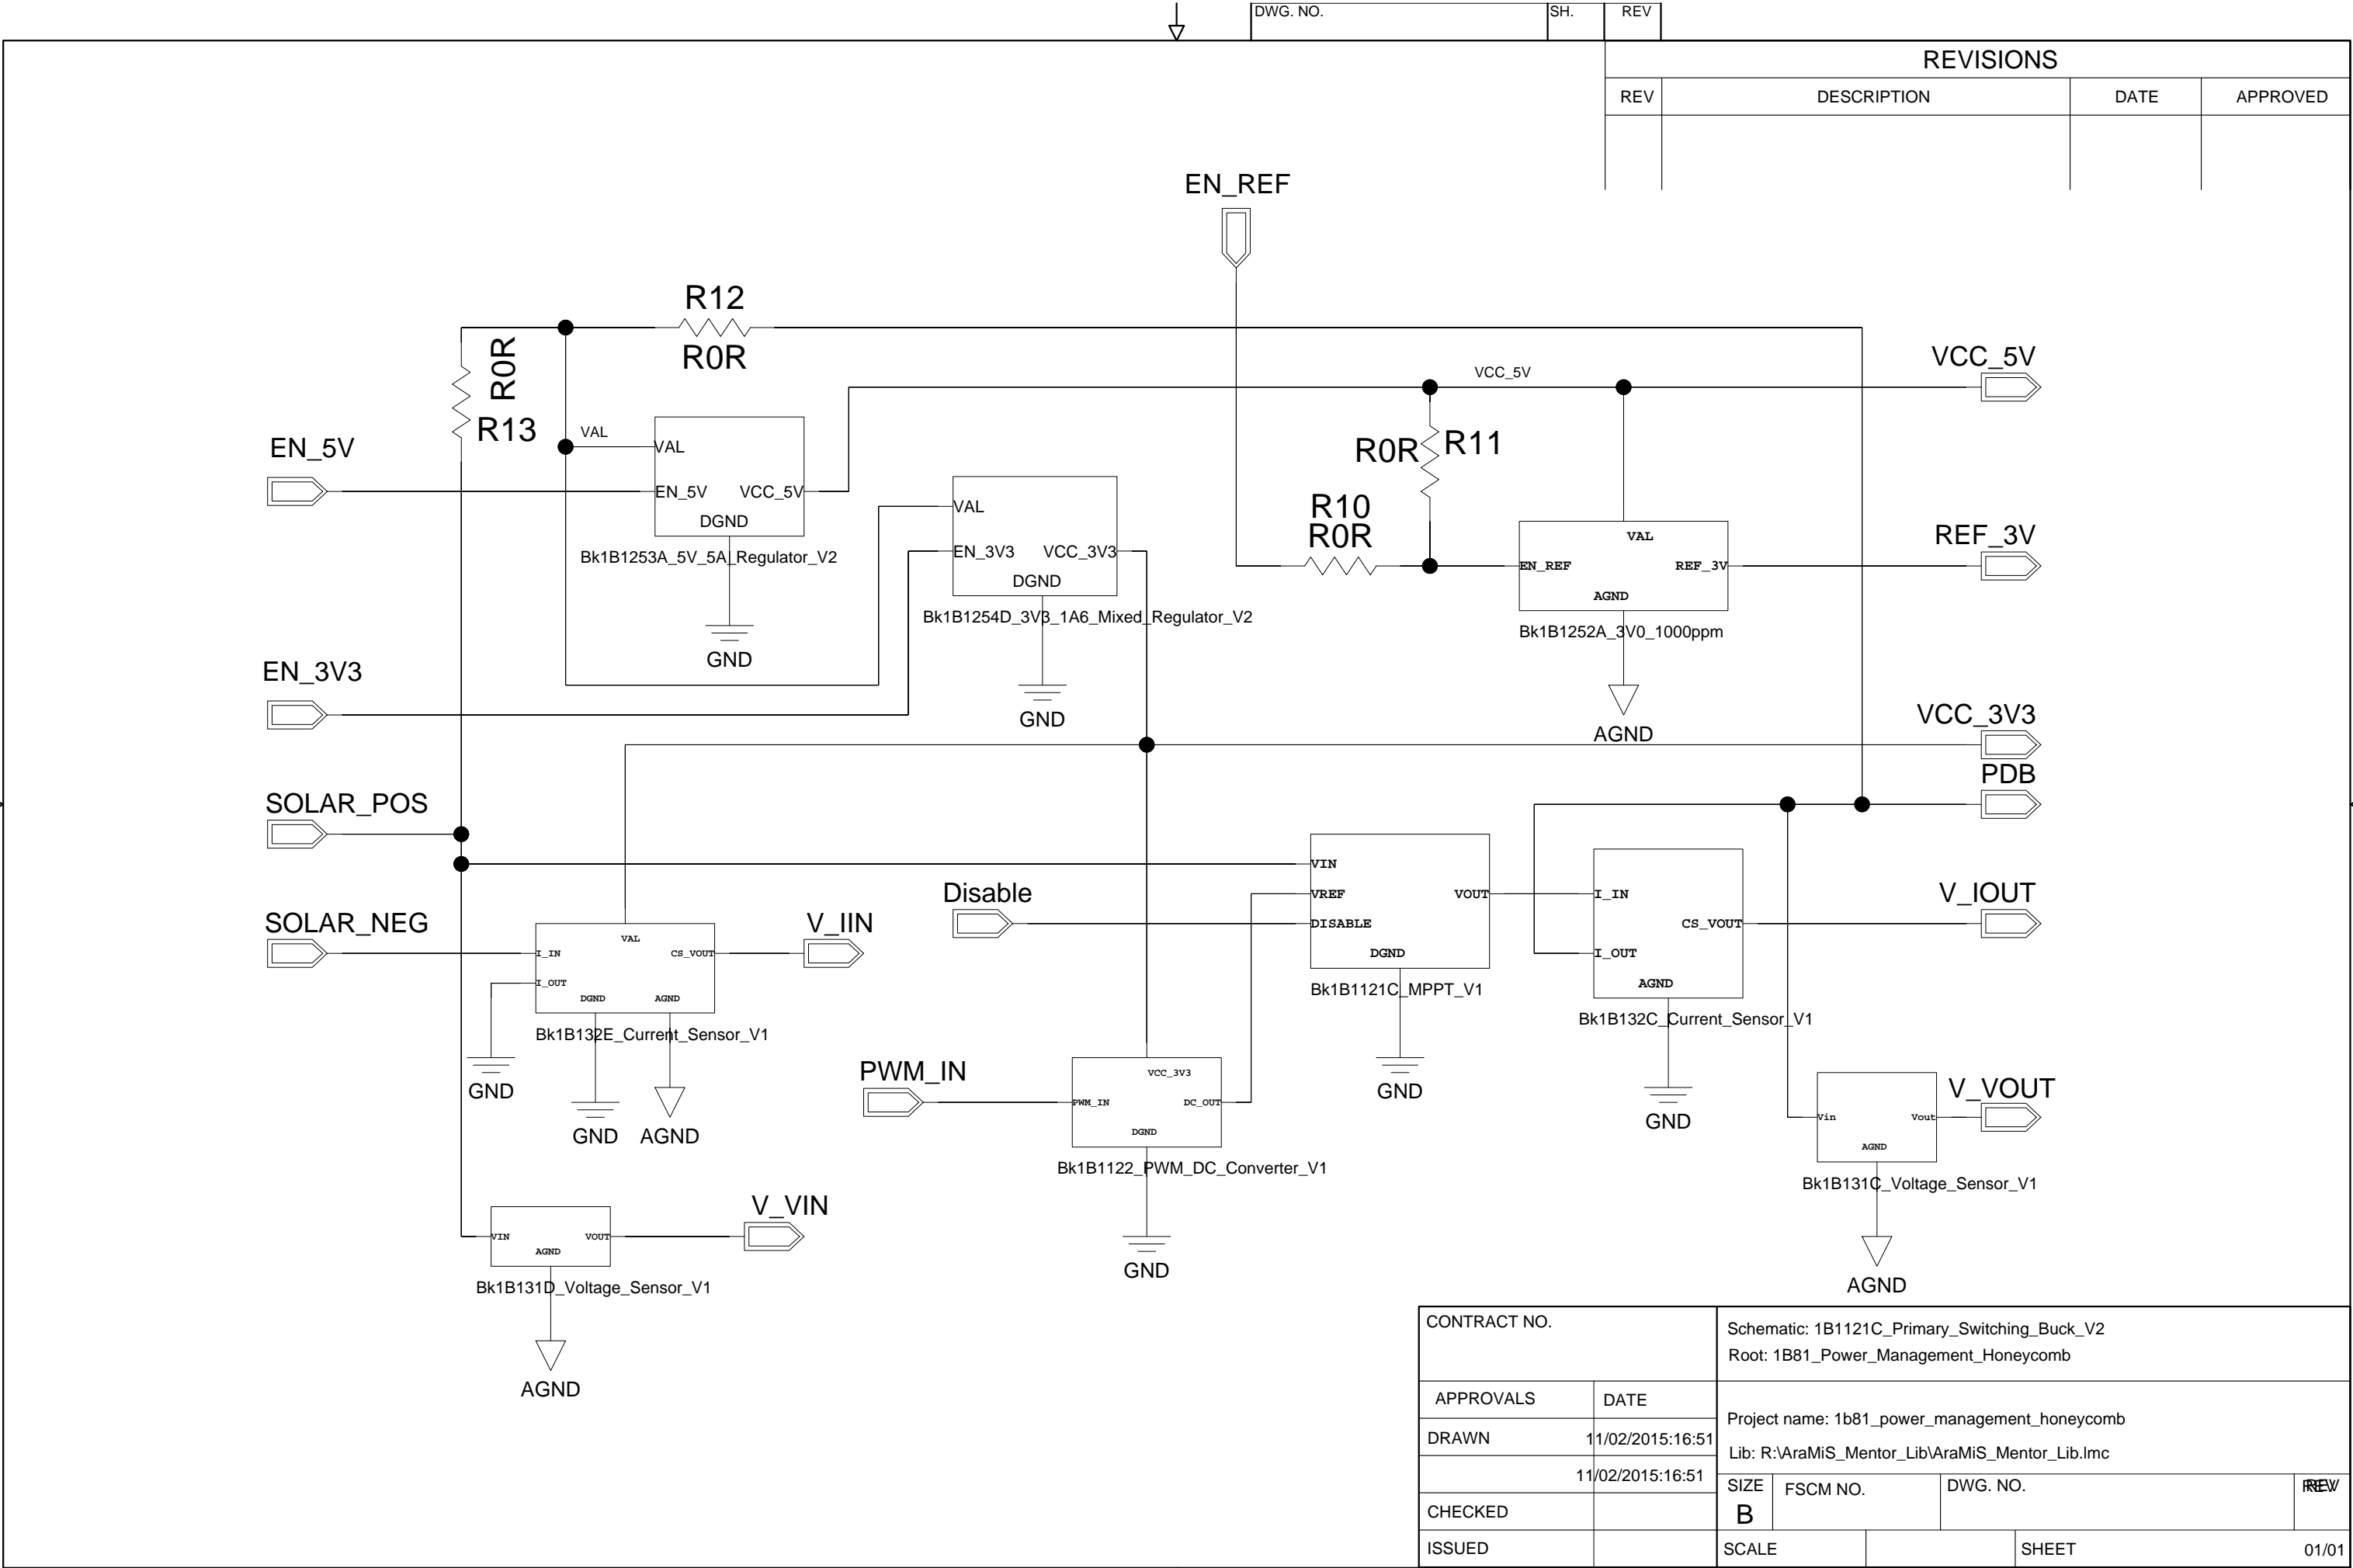 DWG. NO. SH. REV
REVISIONS
REV DESCRIPTION DATE APPROVED
EN_REF
R12
R0R
R0R
R13
VCC_5V
VCC_5V
EN_5V
VAL
VAL
EN_5V VCC_5V
DGND
Bk1B1253A_5V_5A_Regulator_V2
GND
R0R R11
R10
R0R
VAL
EN_3V3 VCC_3V3
DGND
Bk1B1254D_3V3_1A6_Mixed_Regulator_V2
GND
VAL
EN_REF REF_3V
AGND
Bk1B1252A_3V0_1000ppm
AGND
REF_3V
EN_3V3
VCC_3V3
PDB
SOLAR_POS
SOLAR_NEG
VAL
I_IN CS_VOUT
I_OUT
DGND AGND
Bk1B132E_Current_Sensor_V1
GND
GND AGND
V_IIN
Disable
VIN
VREF VOUT
DISABLE
DGND
Bk1B1121C_MPPT_V1
GND
I_IN
CS_VOUT
I_OUT
AGND
Bk1B132C_Current_Sensor_V1
GND
V_IOUT
PWM_IN
VCC_3V3
PWM_IN DC_OUT
DGND
Bk1B1122_PWM_DC_Converter_V1
GND
V_VOUT
Vin Vout
AGND
Bk1B131C_Voltage_Sensor_V1
AGND
V_VIN
VIN VOUT
AGND
Bk1B131D_Voltage_Sensor_V1
AGND
CONTRACT NO.
Schematic: 1B1121C_Primary_Switching_Buck_V2
Root: 1B81_Power_Management_Honeycomb
APPROVALS DATE
Project name: 1b81_power_management_honeycomb
DRAWN 11/02/2015:16:51
Lib: R:\AraMiS_Mentor_Lib\AraMiS_Mentor_Lib.lmc
11/02/2015:16:51
SIZE FSCM NO. DWG. NO. REV
B
CHECKED
ISSUED
SCALE SHEET 01/01